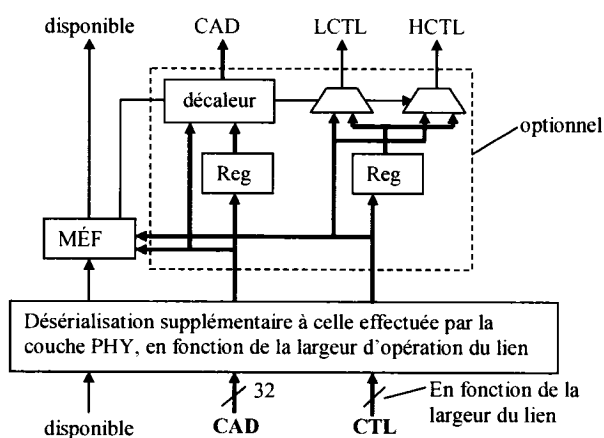 disponible
CAD
LCTL
HCTL
décaleur
optionnel
Reg
Reg
MÉF
Désérialisation supplémentaire à celle effectuée par la
couche PHY, en fonction de la largeur d'opération du lien
32
En fonction de la
largeur du lien
disponible
CAD
CTL